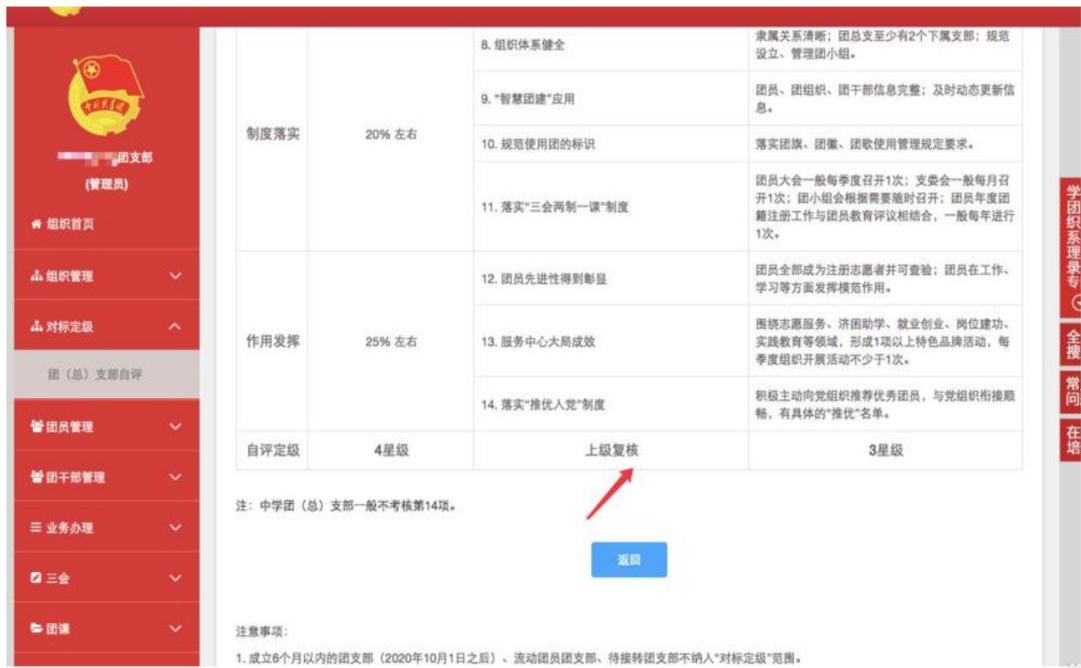 8. 组织体系健全
隶属关系清晰；团总支至少有2个下属支部；规范
设立、管理团小组。
9. “智慧团建”应用
团员、团组织、团干部信息完整；及时动态更新信
息。
制度落实
20% 左右
10. 规范使用团的标识
落实团旗、团徽、团歌使用管理规定要求。
11. 落实“三会两制一课”制度
团员大会一般每季度召开1次；支委会一般每月召
开1次；团小组会根据需要随时召开；团员年度团
籍注册工作与团员教育评议相结合，一般每年进行
1次。
12. 团员先进性得到彰显
团员全部成为注册志愿者并可查验；团员在工作、
学习等方面发挥模范作用。
作用发挥
25% 左右
13. 服务中心大局成效
围绕志愿服务、济困助学、就业创业、岗位建功、
实践教育等领域，形成1项以上特色品牌活动，每
季度组织开展活动不少于1次。
14. 落实“推优入党”制度
积极主动向党组织推荐优秀团员，与党组织衔接顺
畅，有具体的“推优”名单。
自评定级 4星级 上级复核 3星级
注：中学团（总）支部一般不考核第14项。
返回
注意事项：
1. 成立6个月以内的团支部（2020年10月1日之后）、流动团员团支部、待接转团支部不纳入“对标定级”范围。
团支部
(管理员)
组织首页
组织管理
对标定级
团（总）支部自评
团员管理
团干部管理
业务办理
三会
团课
学
团
织
系
理
录
专
全
搜
常
问
在
培